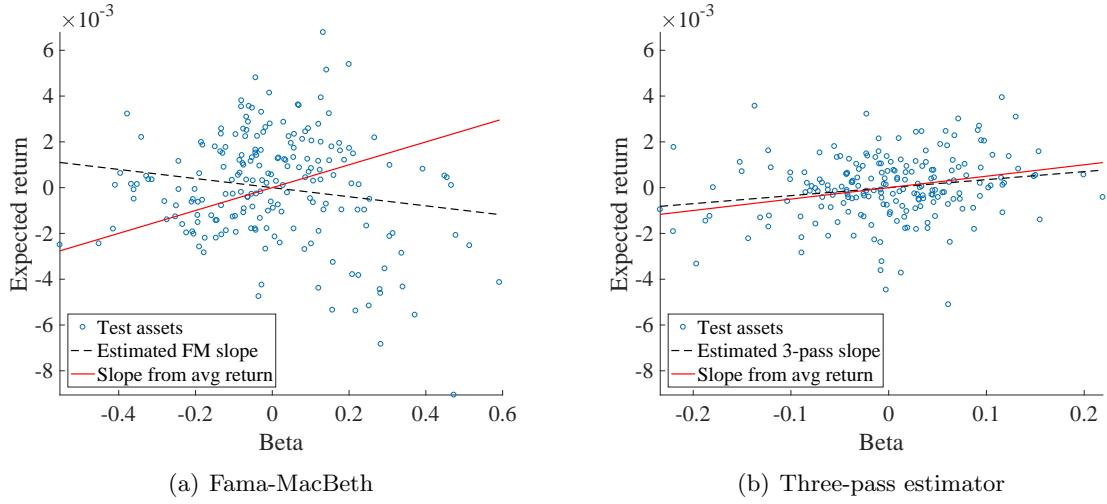 ×10⁻³
6
4
2
0
-2
-4
-6
-8
Expected return
Test assets
Estimated FM slope
Slope from avg return
-0.4 -0.2 0 0.2 0.4 0.6
Beta
(a) Fama-MacBeth
×10⁻³
6
4
2
0
-2
-4
-6
-8
Expected return
Test assets
Estimated 3-pass slope
Slope from avg return
-0.2 -0.1 0 0.1 0.2
Beta
(b) Three-pass estimator